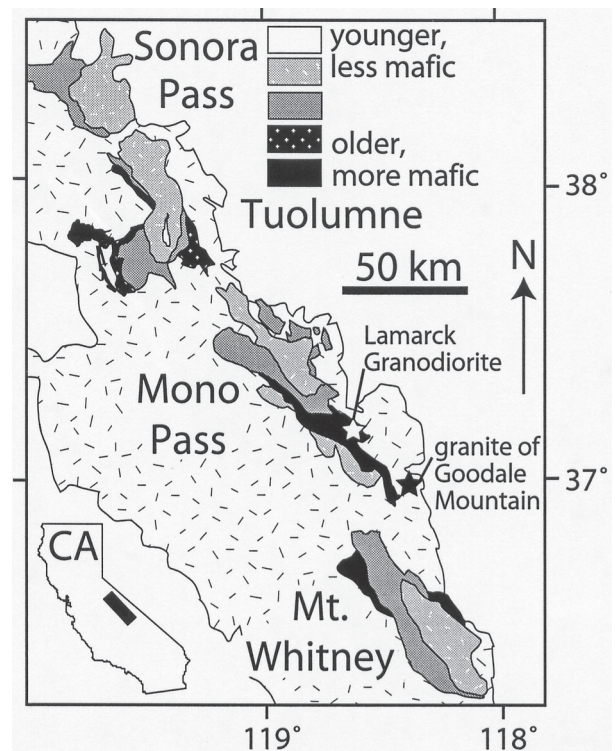 Sonora
Pass
younger,
less mafic
older,
more mafic
38°
Tuolumne
50 km
N
Lamarck
Granodiorite
Mono
Pass
granite of
Goodale
Mountain
37°
CA
Mt.
Whitney
119°
118°